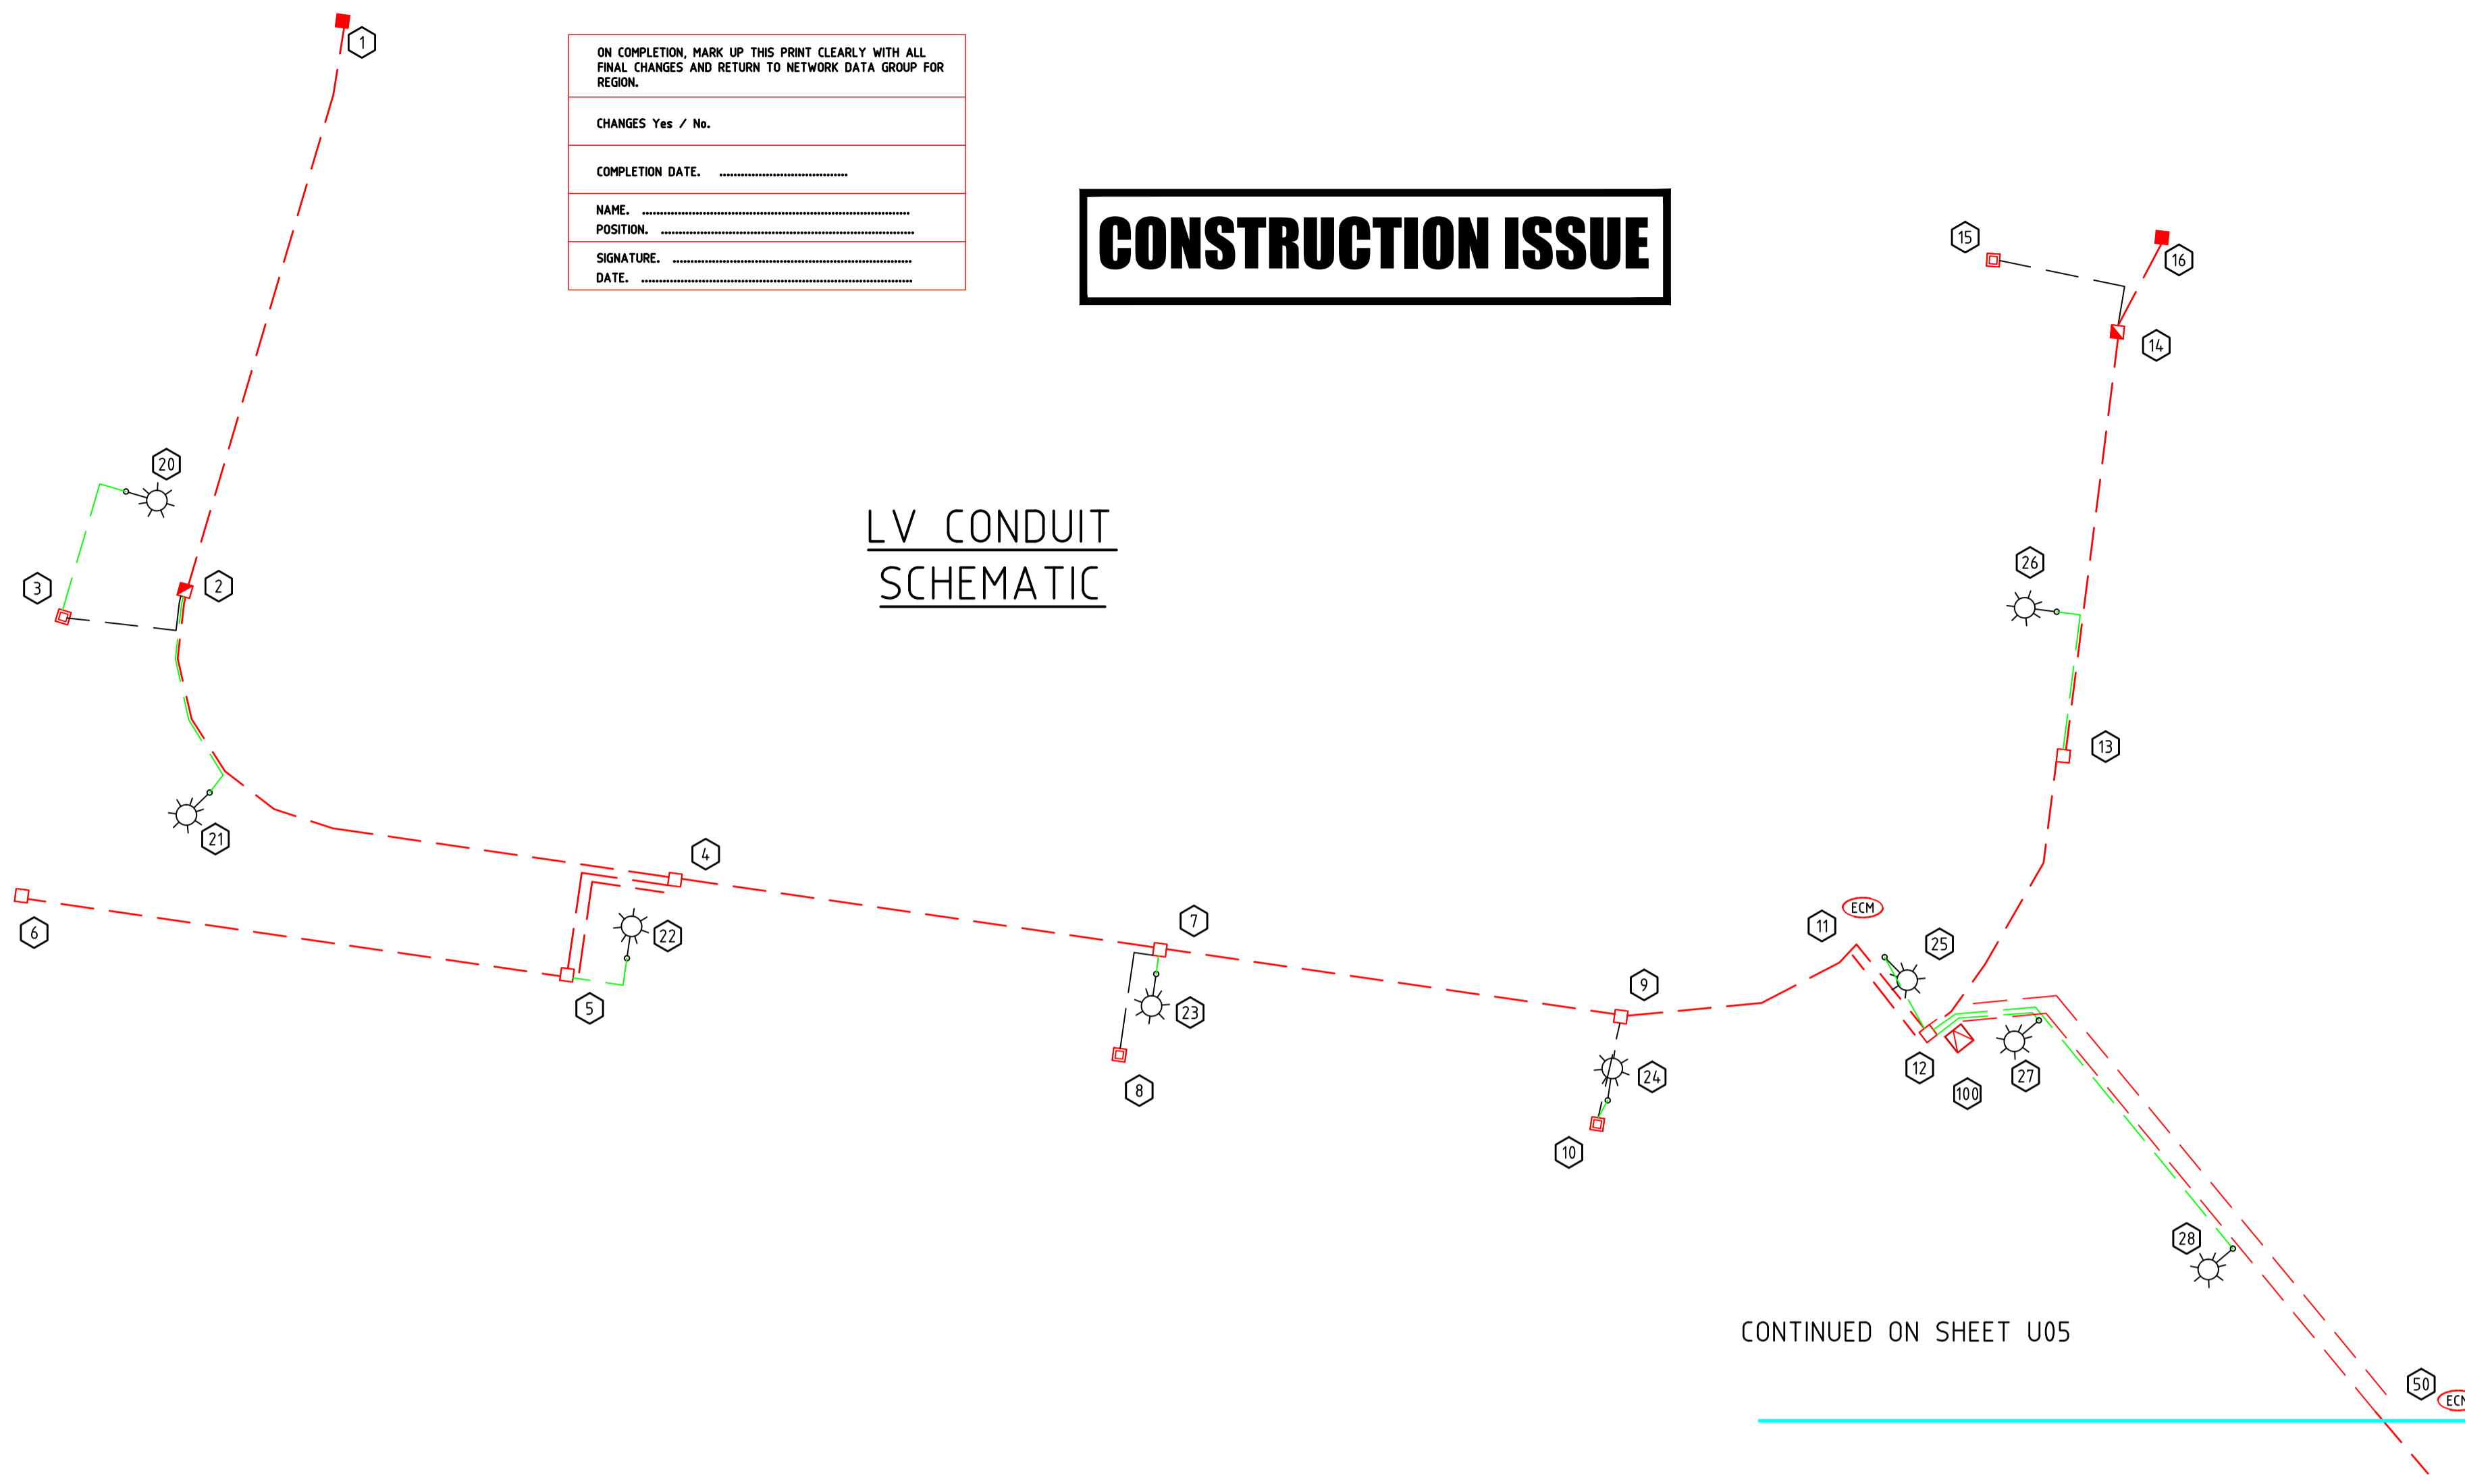 1
ON COMPLETION, MARK UP THIS PRINT CLEARLY WITH ALL
FINAL CHANGES AND RETURN TO NETWORK DATA GROUP FOR
REGION.
CHANGES Yes / No.
COMPLETION DATE. ....................................
NAME. ............................................................................
POSITION. ........................................................................
SIGNATURE. ....................................................................
DATE. .............................................................................
CONSTRUCTION ISSUE
15
16
14
20
LV CONDUIT
SCHEMATIC
26
3
2
13
21
4
6
22
5
7
23
8
9
24
10
11
ECM
25
12
100
27
28
CONTINUED ON SHEET U05
50